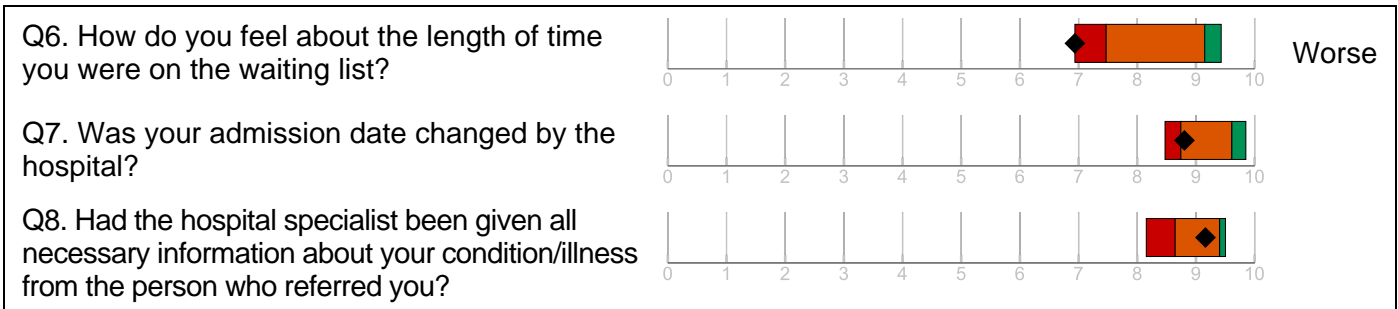 Q6. How do you feel about the length of time
you were on the waiting list?
Worse
0 1 2 3 4 5 6 7 8 9 10
Q7. Was your admission date changed by the
hospital?
0 1 2 3 4 5 6 7 8 9 10
Q8. Had the hospital specialist been given all
necessary information about your condition/illness
from the person who referred you?
0 1 2 3 4 5 6 7 8 9 10